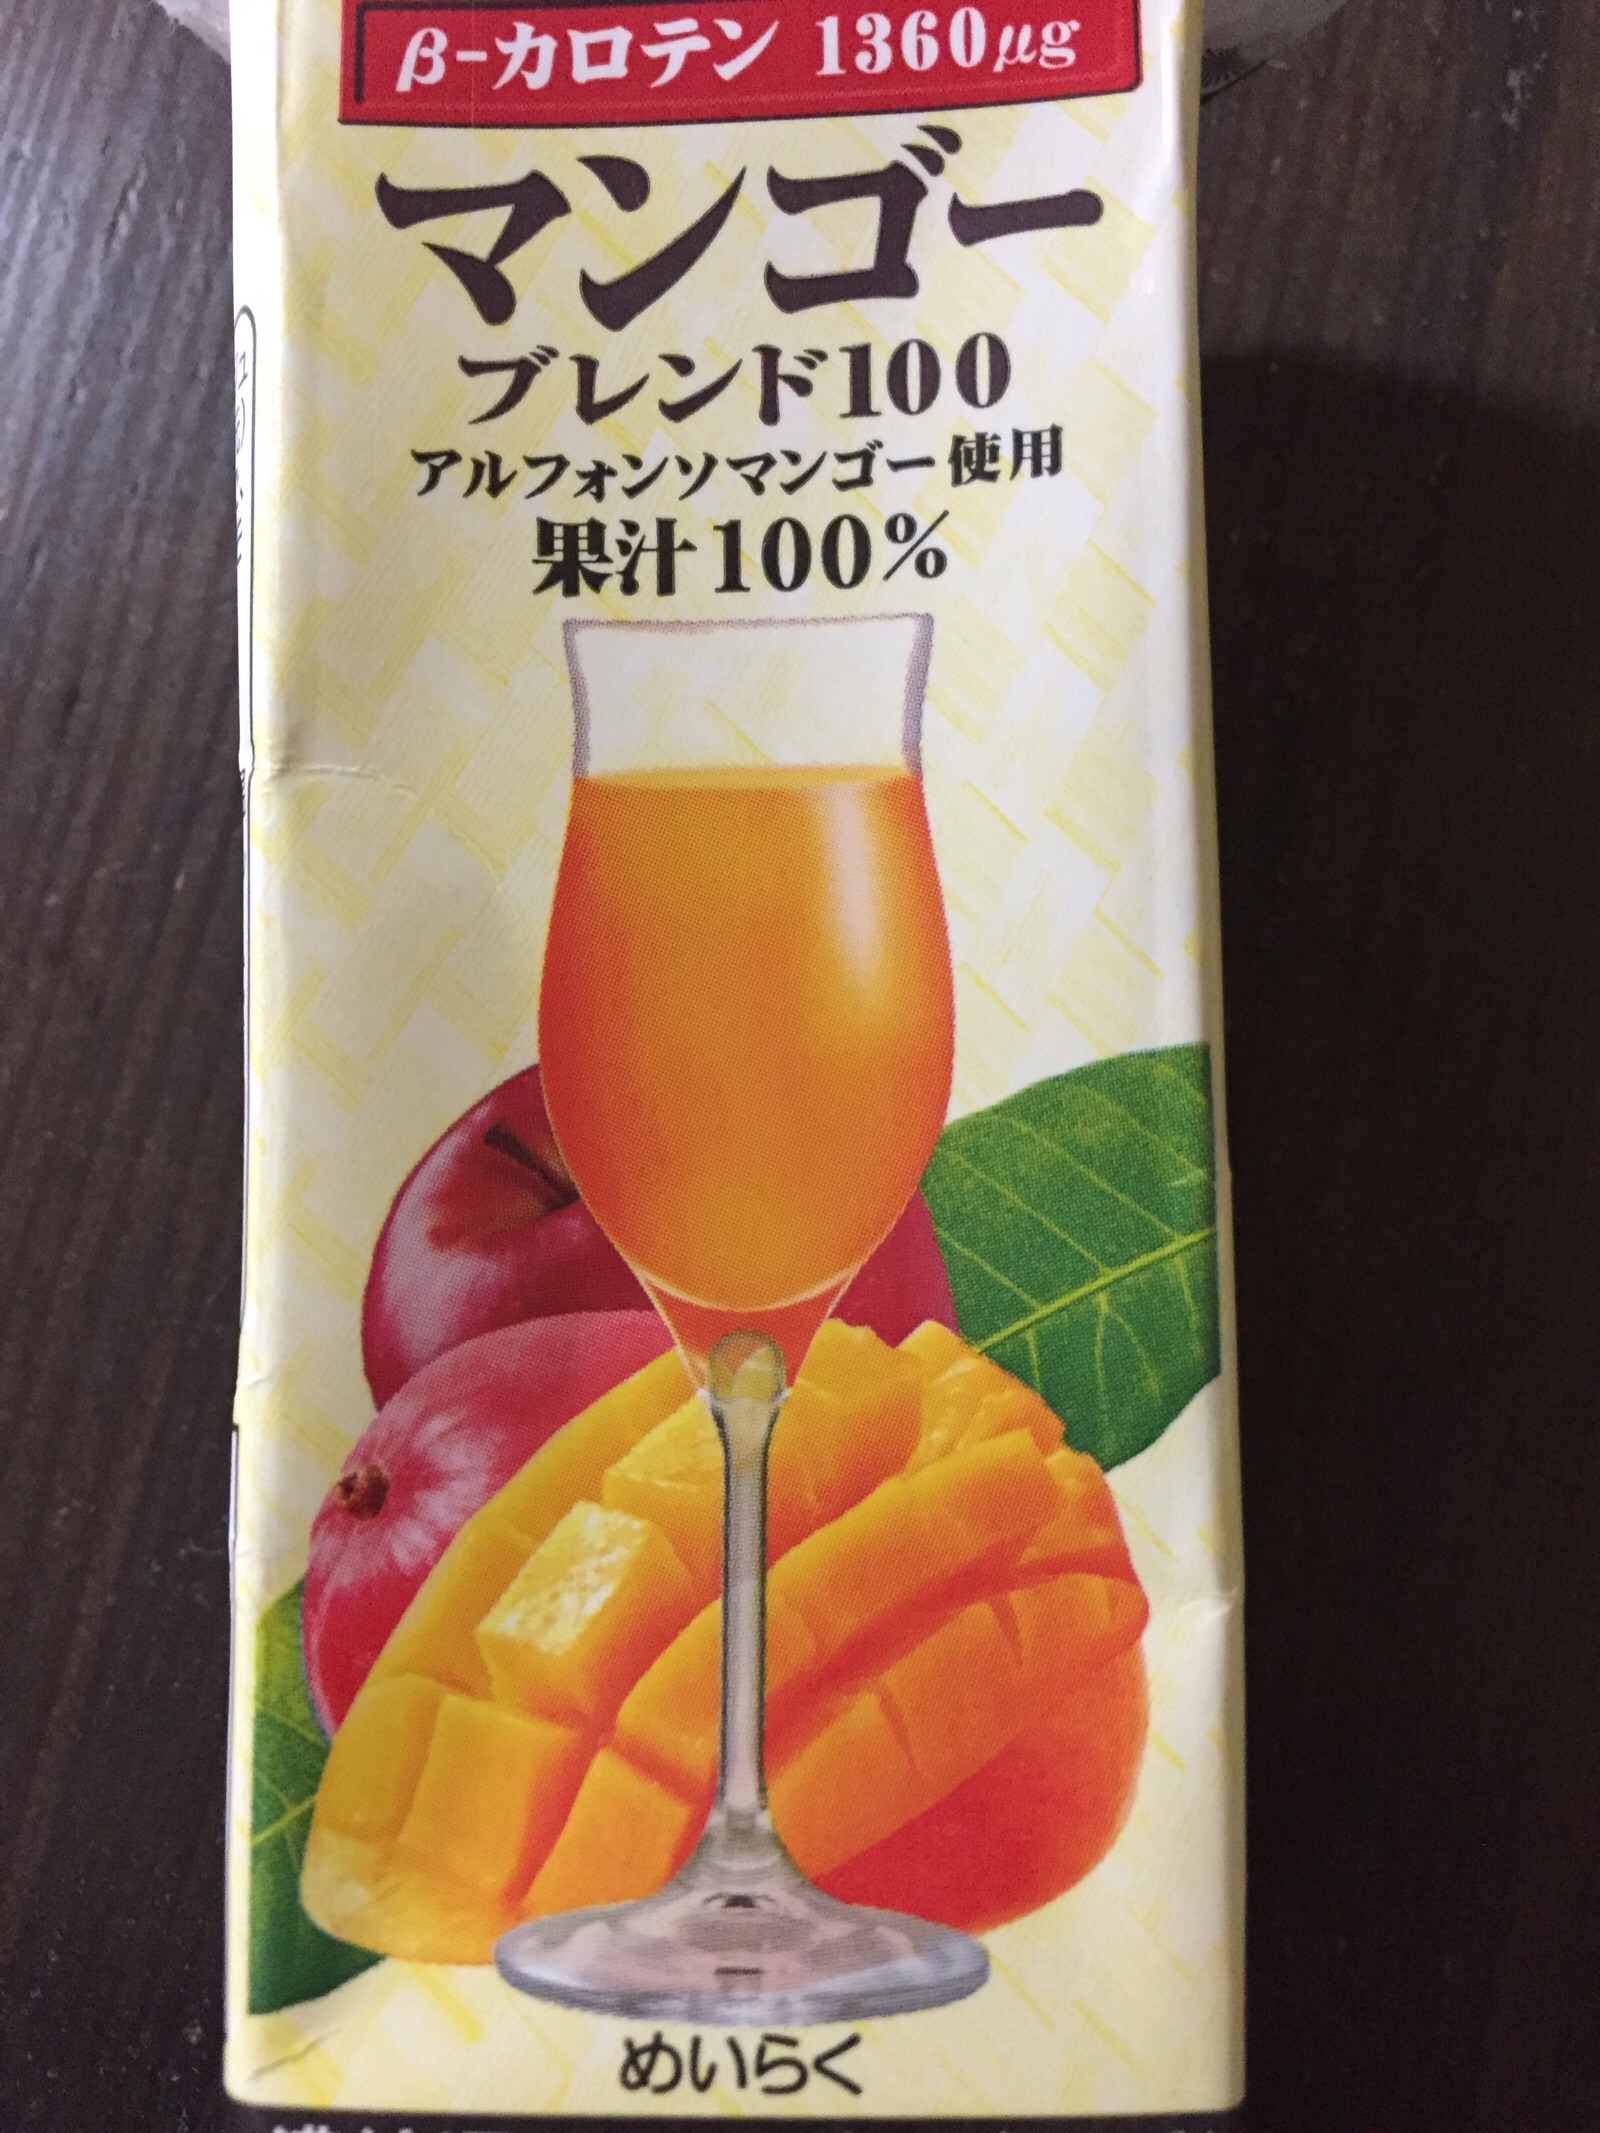 β-カロテン 1360μg
マンゴー
ブレンド100
アルフォンソマンゴー使用
果汁100%
めいらく